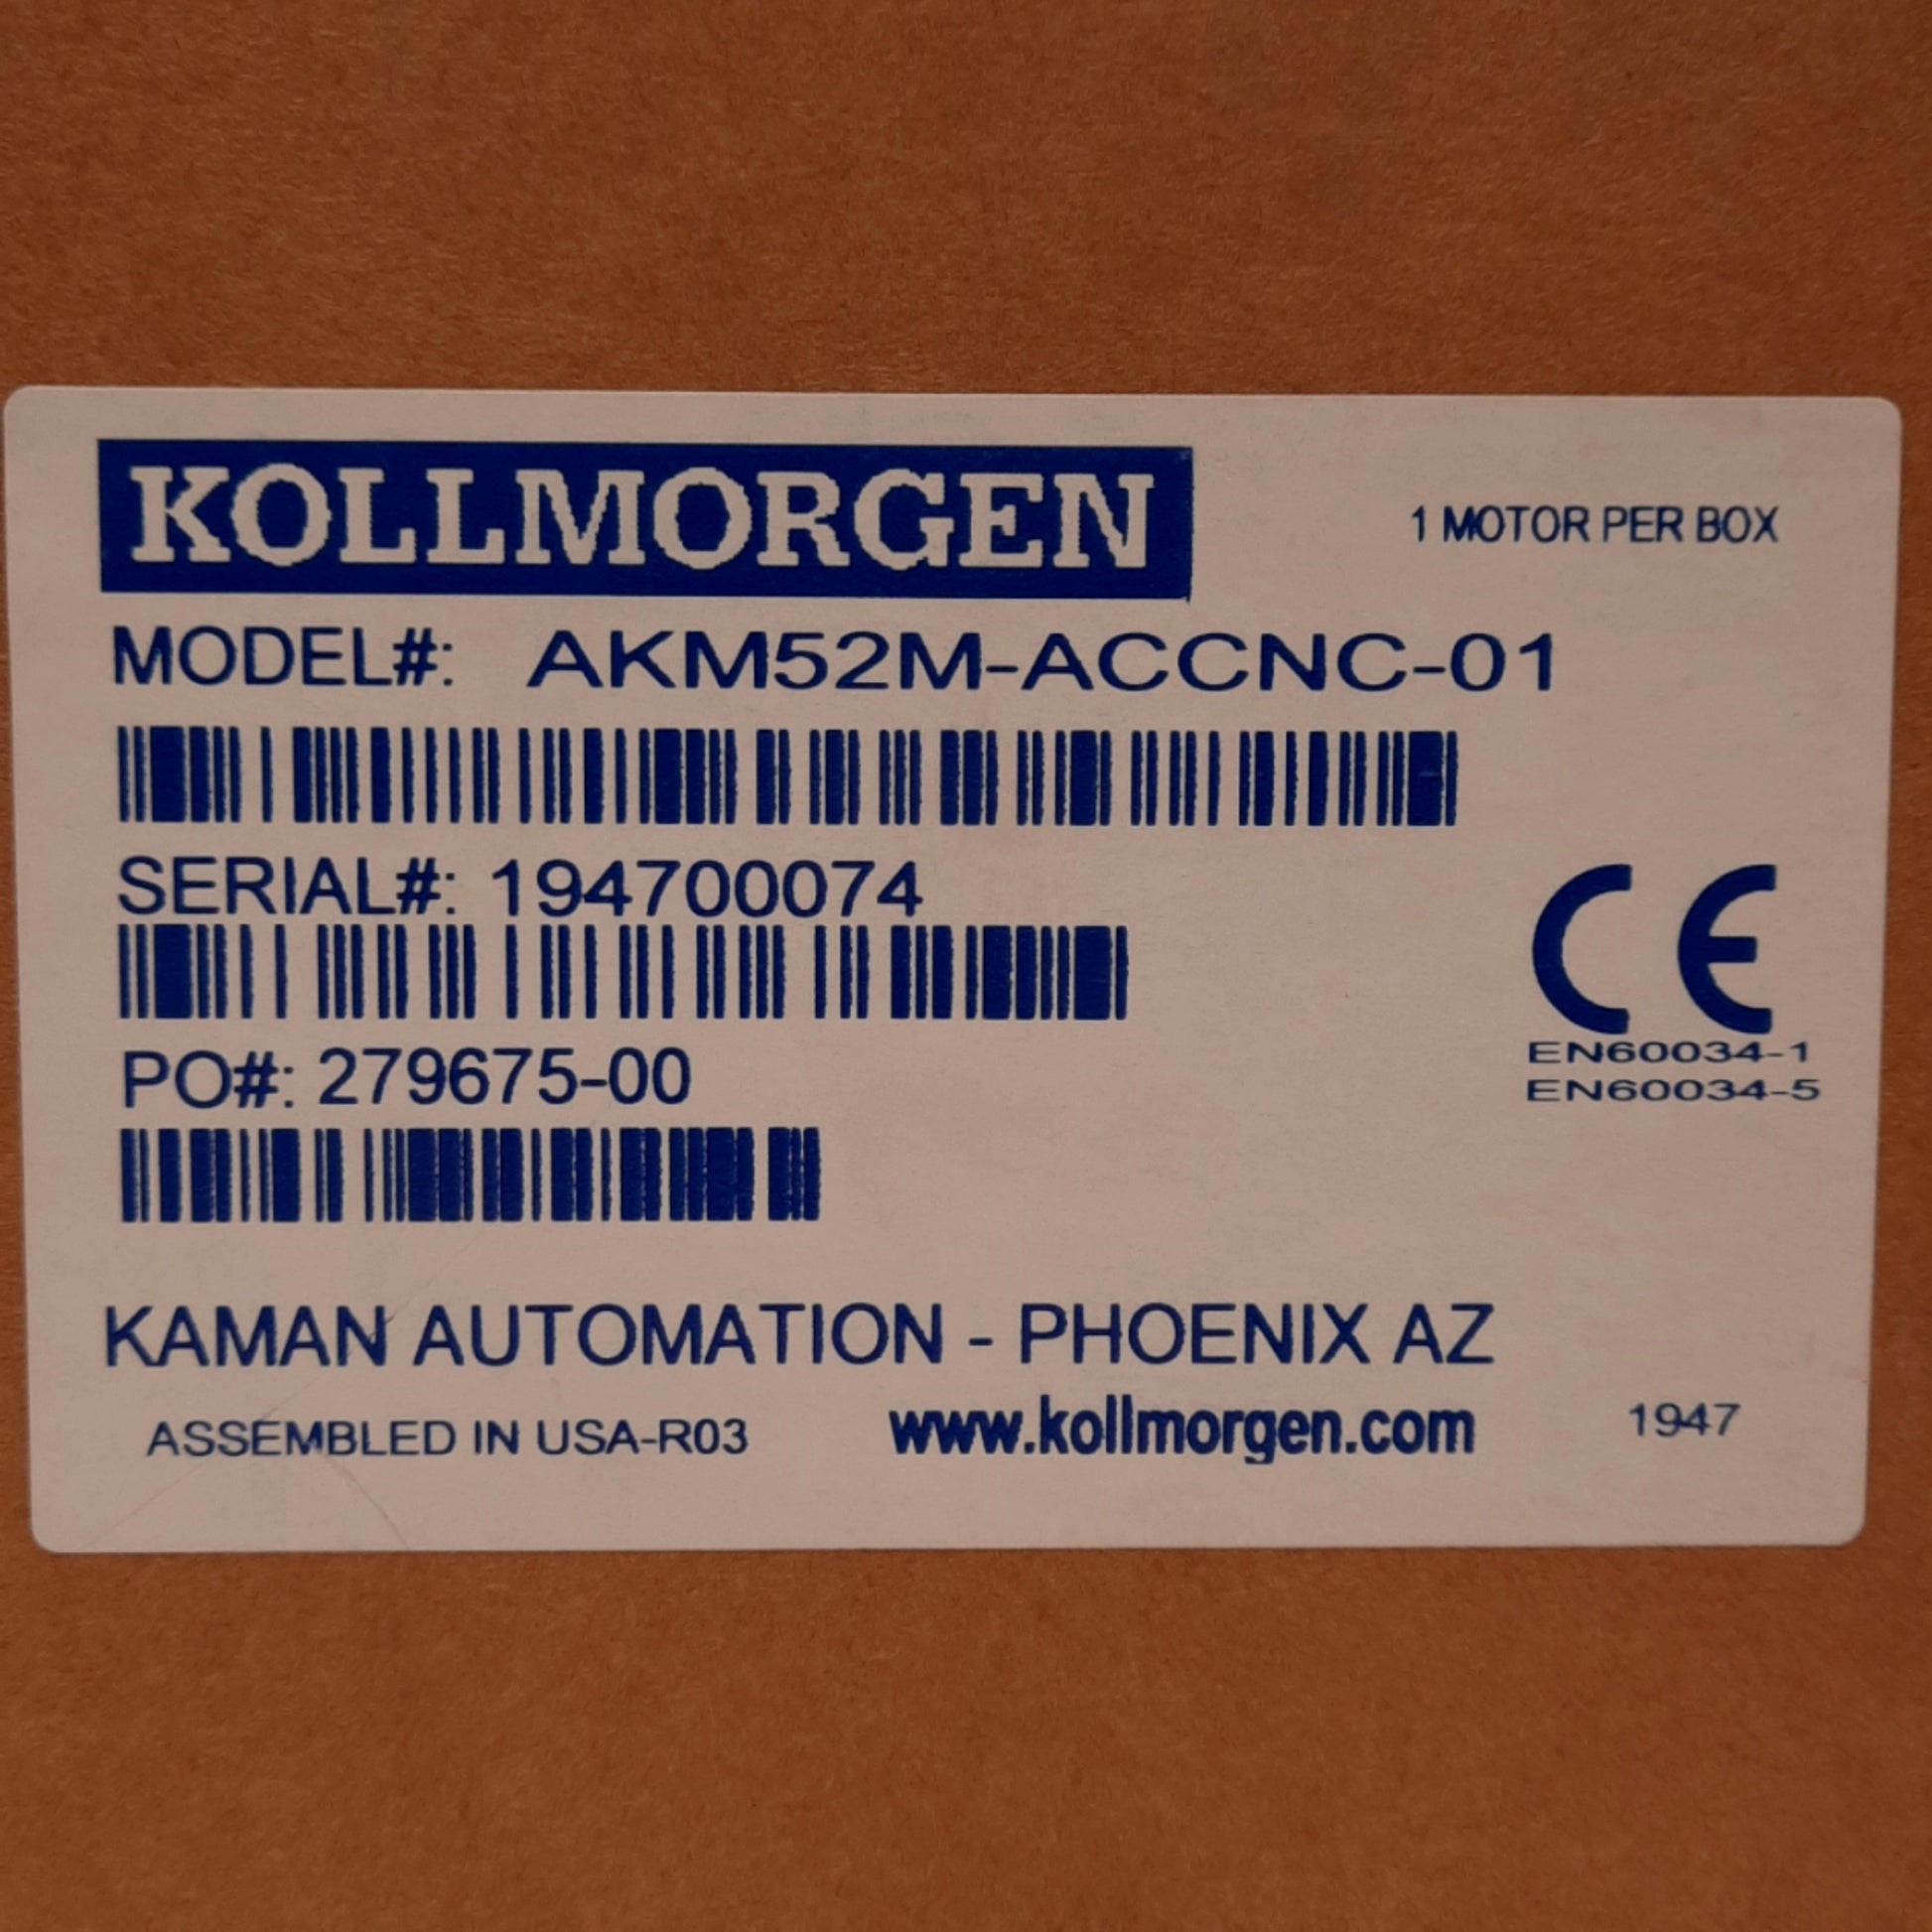 KOLLMORGEN
1 MOTOR PER BOX
MODEL#: AKM52M-ACCNC-01
SERIAL#: 194700074
PO#: 279675-00
CE
EN60034-1
EN60034-5
KAMAN AUTOMATION - PHOENIX AZ
ASSEMBLED IN USA-R03 www.kollmorgen.com 1947